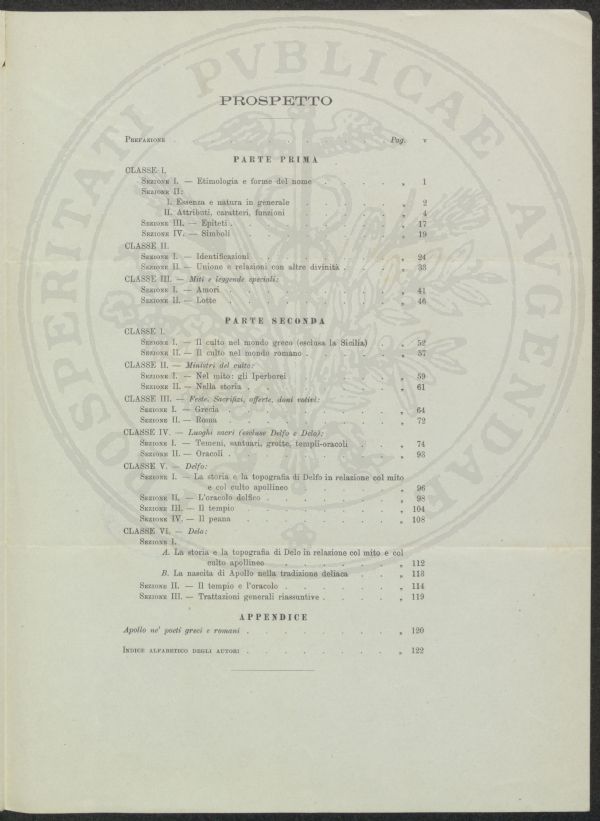 PROSPERITATI PVBLICAE AVGENDAE
PROSPETTO
PREFAZIONE . . . . . . . . . Pag. V
PARTE PRIMA
CLASSE I.
SEZIONE I. — Etimologia e forme del nome . . . . . „ 1
SEZIONE II:
I. Essenza e natura in generale . . . . . „ 2
II. Attributi, caratteri, funzioni . . . . . „ 4
SEZIONE III. — Epiteti . . . . . . . . „ 17
SEZIONE IV. — Simboli . . . . . . . . „ 19
CLASSE II.
SEZIONE I. — Identificazioni . . . . . . . „ 24
SEZIONE II. — Unione e relazioni con altre divinità . . . . „ 33
CLASSE III. — Miti e leggende speciali:
SEZIONE I. — Amori . . . . . . . . . „ 41
SEZIONE II. — Lotte . . . . . . . . . „ 46
PARTE SECONDA
CLASSE I.
SEZIONE I. — Il culto nel mondo greco (esclusa la Sicilia) . . „ 52
SEZIONE II. — Il culto nel mondo romano . . . . . . „ 57
CLASSE II. — Ministri del culto:
SEZIONE I. — Nel mito: gli Iperborei . . . . . . „ 59
SEZIONE II. — Nella storia . . . . . . . . „ 61
CLASSE III. — Feste. Sacrifizi, offerte, doni votivi:
SEZIONE I. — Grecia . . . . . . . . . „ 64
SEZIONE II. — Roma . . . . . . . . . „ 72
CLASSE IV. — Luoghi sacri (escluse Delfo e Delo):
SEZIONE I. — Temeni, santuari, grotte, templi-oracoli . . . „ 74
SEZIONE II. — Oracoli . . . . . . . . . „ 93
CLASSE V. — Delfo:
SEZIONE I. — La storia e la topografia di Delfo in relazione col mito
e col culto apollineo . . . . . . „ 96
SEZIONE II. — L'oracolo delfico . . . . . . . „ 98
SEZIONE III. — Il tempio . . . . . . . . „ 104
SEZIONE IV. — Il peana . . . . . . . . „ 108
CLASSE VI. — Delo:
SEZIONE I.
A. La storia e la topografia di Delo in relazione col mito e col
culto apollineo . . . . . . „ 112
B. La nascita di Apollo nella tradizione deliaca . . . „ 113
SEZIONE II. — Il tempio e l'oracolo . . . . . . „ 114
SEZIONE III. — Trattazioni generali riassuntive . . . . . „ 119
APPENDICE
Apollo ne' poeti greci e romani . . . . . . . . „ 120
INDICE ALFABETICO DEGLI AUTORI . . . . . . . . „ 122